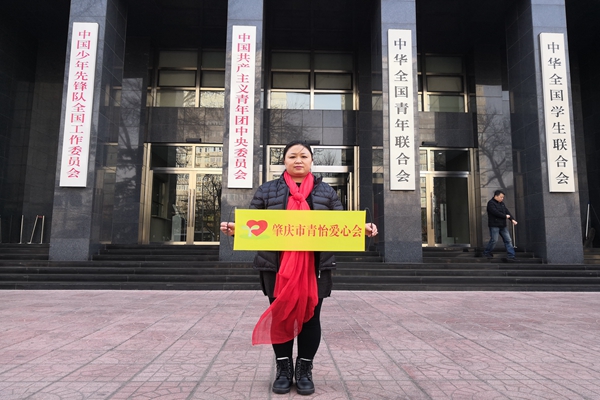 中国少年先锋队全国工作委员会
中国共产主义青年团中央委员会
中华全国青年联合会
中华全国学生联合会
肇庆市青怡爱心会